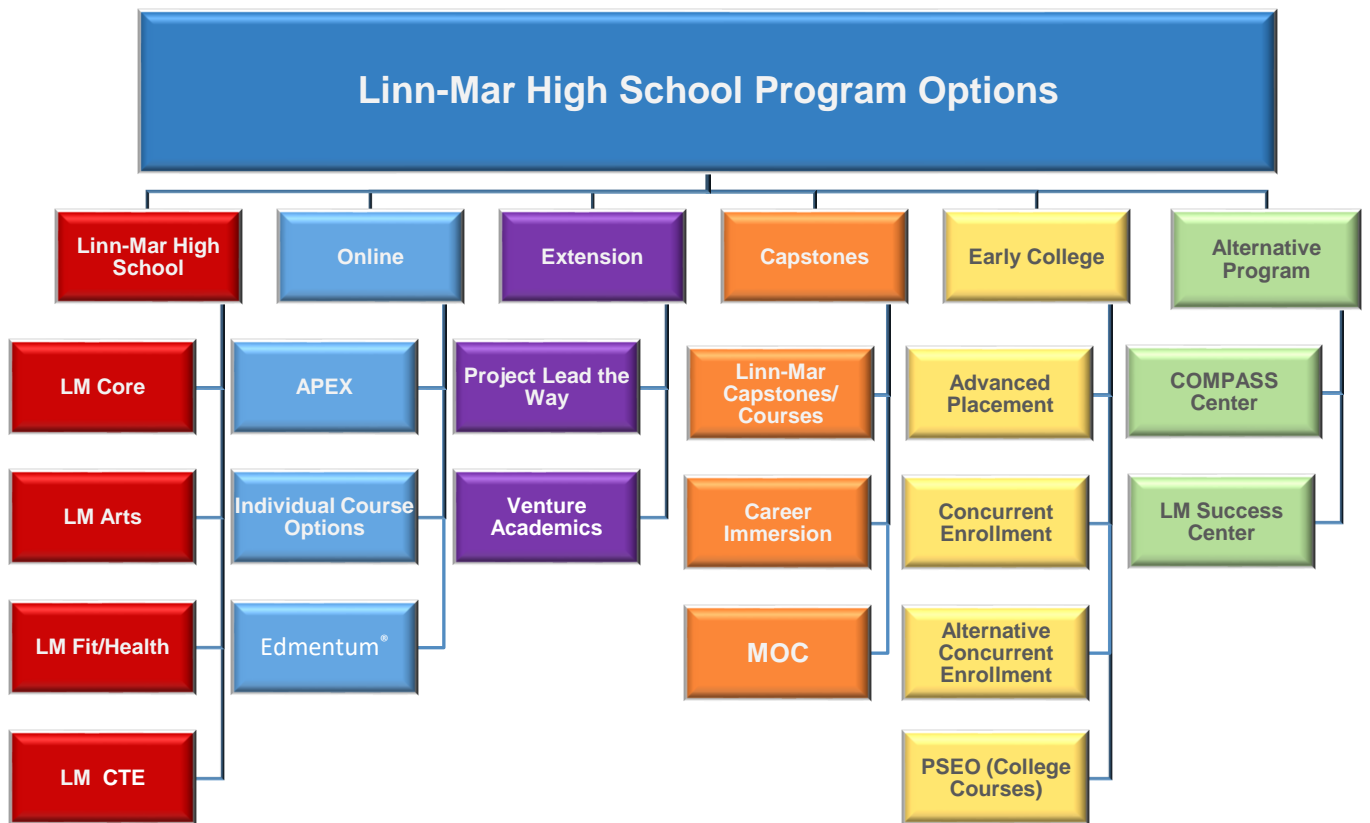 Linn-Mar High School Program Options
Linn-Mar High
School
Online
Extension
Capstones
Early College
Alternative
Program
LM Core
APEX
Project Lead the
Way
Linn-Mar
Capstones/
Courses
Advanced
Placement
COMPASS
Center
LM Arts
Individual Course
Options
Venture
Academics
Career
Immersion
Concurrent
Enrollment
LM Success
Center
LM Fit/Health
Edmentum®
MOC
Alternative
Concurrent
Enrollment
LM CTE
PSEO (College
Courses)